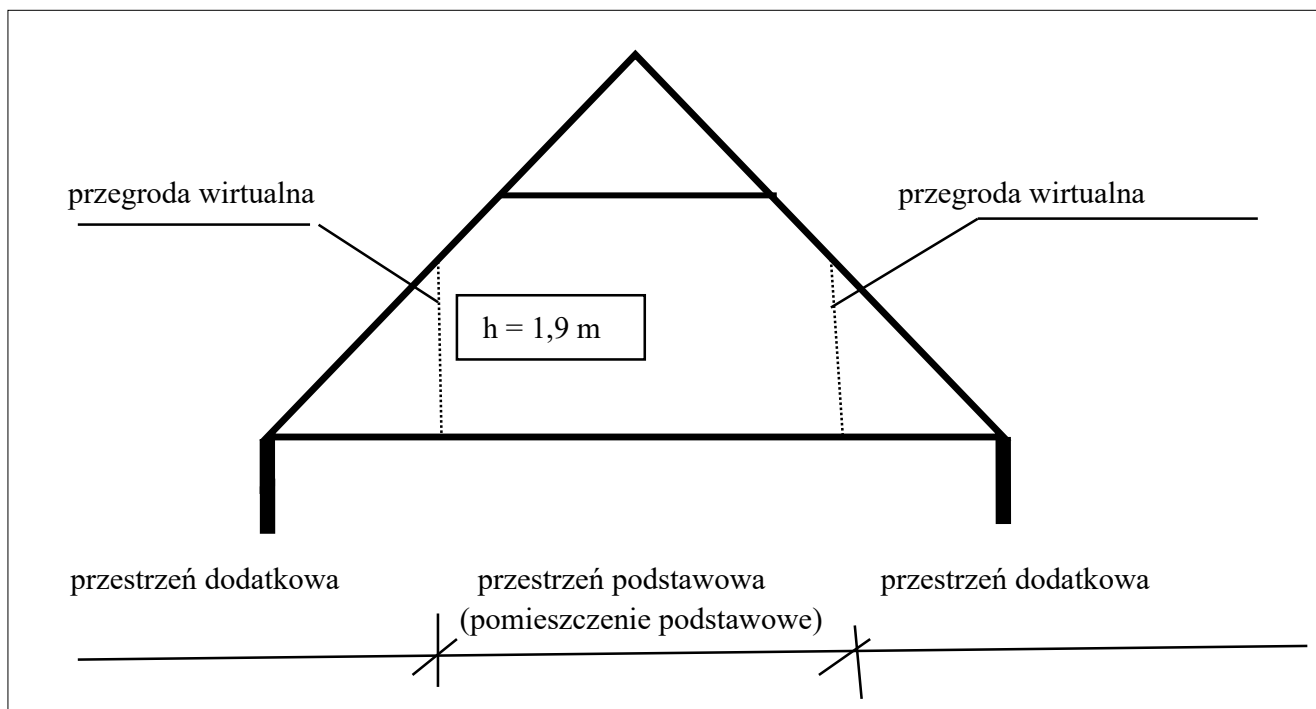 przegroda wirtualna
przegroda wirtualna
h = 1,9 m
przestrzeń dodatkowa
przestrzeń podstawowa
(pomieszczenie podstawowe)
przestrzeń dodatkowa